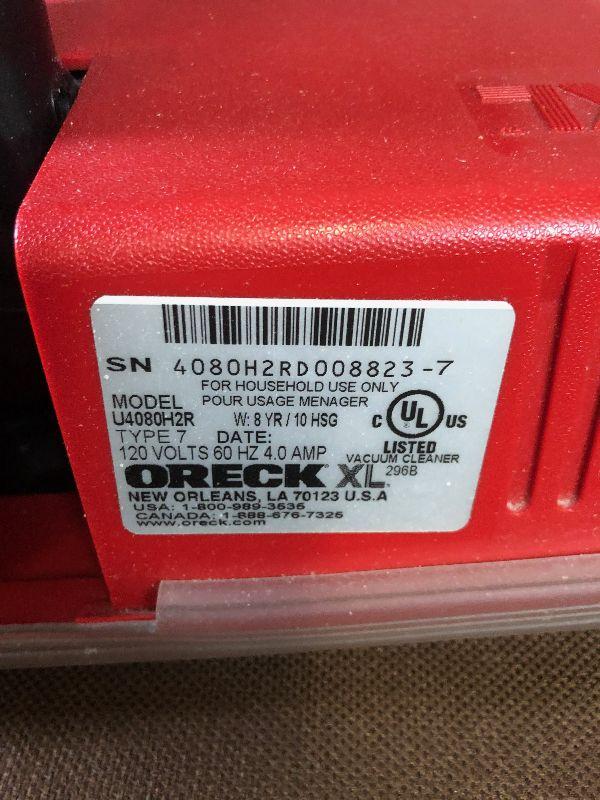 SN 4080H2RD008823-7
FOR HOUSEHOLD USE ONLY
MODEL POUR USAGE MENAGER
U4080H2R W: 8 YR / 10 HSG
TYPE 7 DATE:
120 VOLTS 60 HZ 4.0 AMP
C UL US
LISTED
VACUUM CLEANER
296B
ORECK XL
NEW ORLEANS, LA 70123 U.S.A
USA: 1-800-989-3535
CANADA: 1-888-676-7325
www.oreck.com